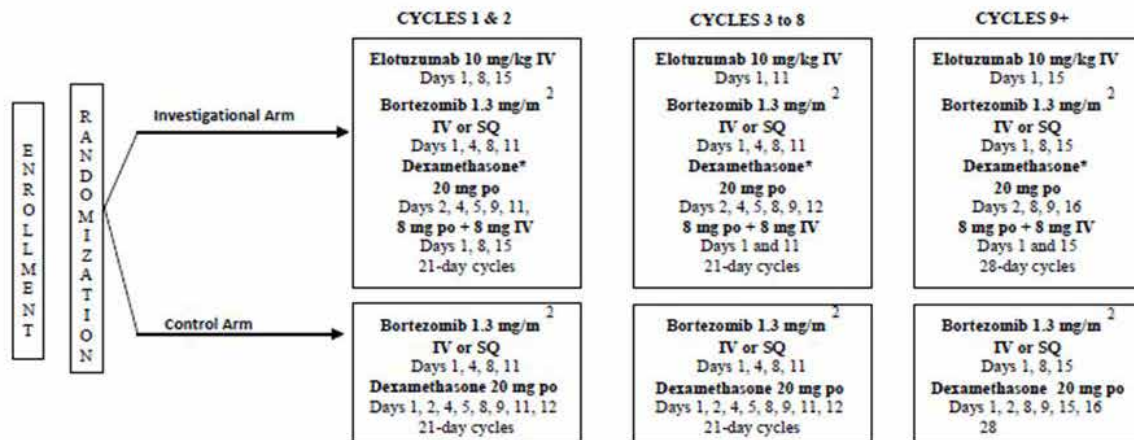 CYCLES 1 & 2
CYCLES 3 to 8
CYCLES 9+
ENROLLMENT
RANDOMIZATION
Investigational Arm
Control Arm
Elotuzumab 10 mg/kg IV
Days 1, 8, 15
Bortezomib 1.3 mg/m 2
IV or SQ
Days 1, 4, 8, 11
Dexamethasone*
20 mg po
Days 2, 4, 5, 9, 11,
8 mg po + 8 mg IV
Days 1, 8, 15
21-day cycles
Elotuzumab 10 mg/kg IV
Days 1, 11
Bortezomib 1.3 mg/m 2
IV or SQ
Days 1, 4, 8, 11
Dexamethasone*
20 mg po
Days 2, 4, 5, 8, 9, 12
8 mg po + 8 mg IV
Days 1 and 11
21-day cycles
Elotuzumab 10 mg/kg IV
Days 1, 15
Bortezomib 1.3 mg/m 2
IV or SQ
Days 1, 8, 15
Dexamethasone*
20 mg po
Days 2, 8, 9, 16
8 mg po + 8 mg IV
Days 1 and 15
28-day cycles
Bortezomib 1.3 mg/m 2
IV or SQ
Days 1, 4, 8, 11
Dexamethasone 20 mg po
Days 1, 2, 4, 5, 8, 9, 11, 12
21-day cycles
Bortezomib 1.3 mg/m 2
IV or SQ
Days 1, 4, 8, 11
Dexamethasone 20 mg po
Days 1, 2, 4, 5, 8, 9, 11, 12
21-day cycles
Bortezomib 1.3 mg/m 2
IV or SQ
Days 1, 8, 15
Dexamethasone 20 mg po
Days 1, 2, 8, 9, 15, 16
28